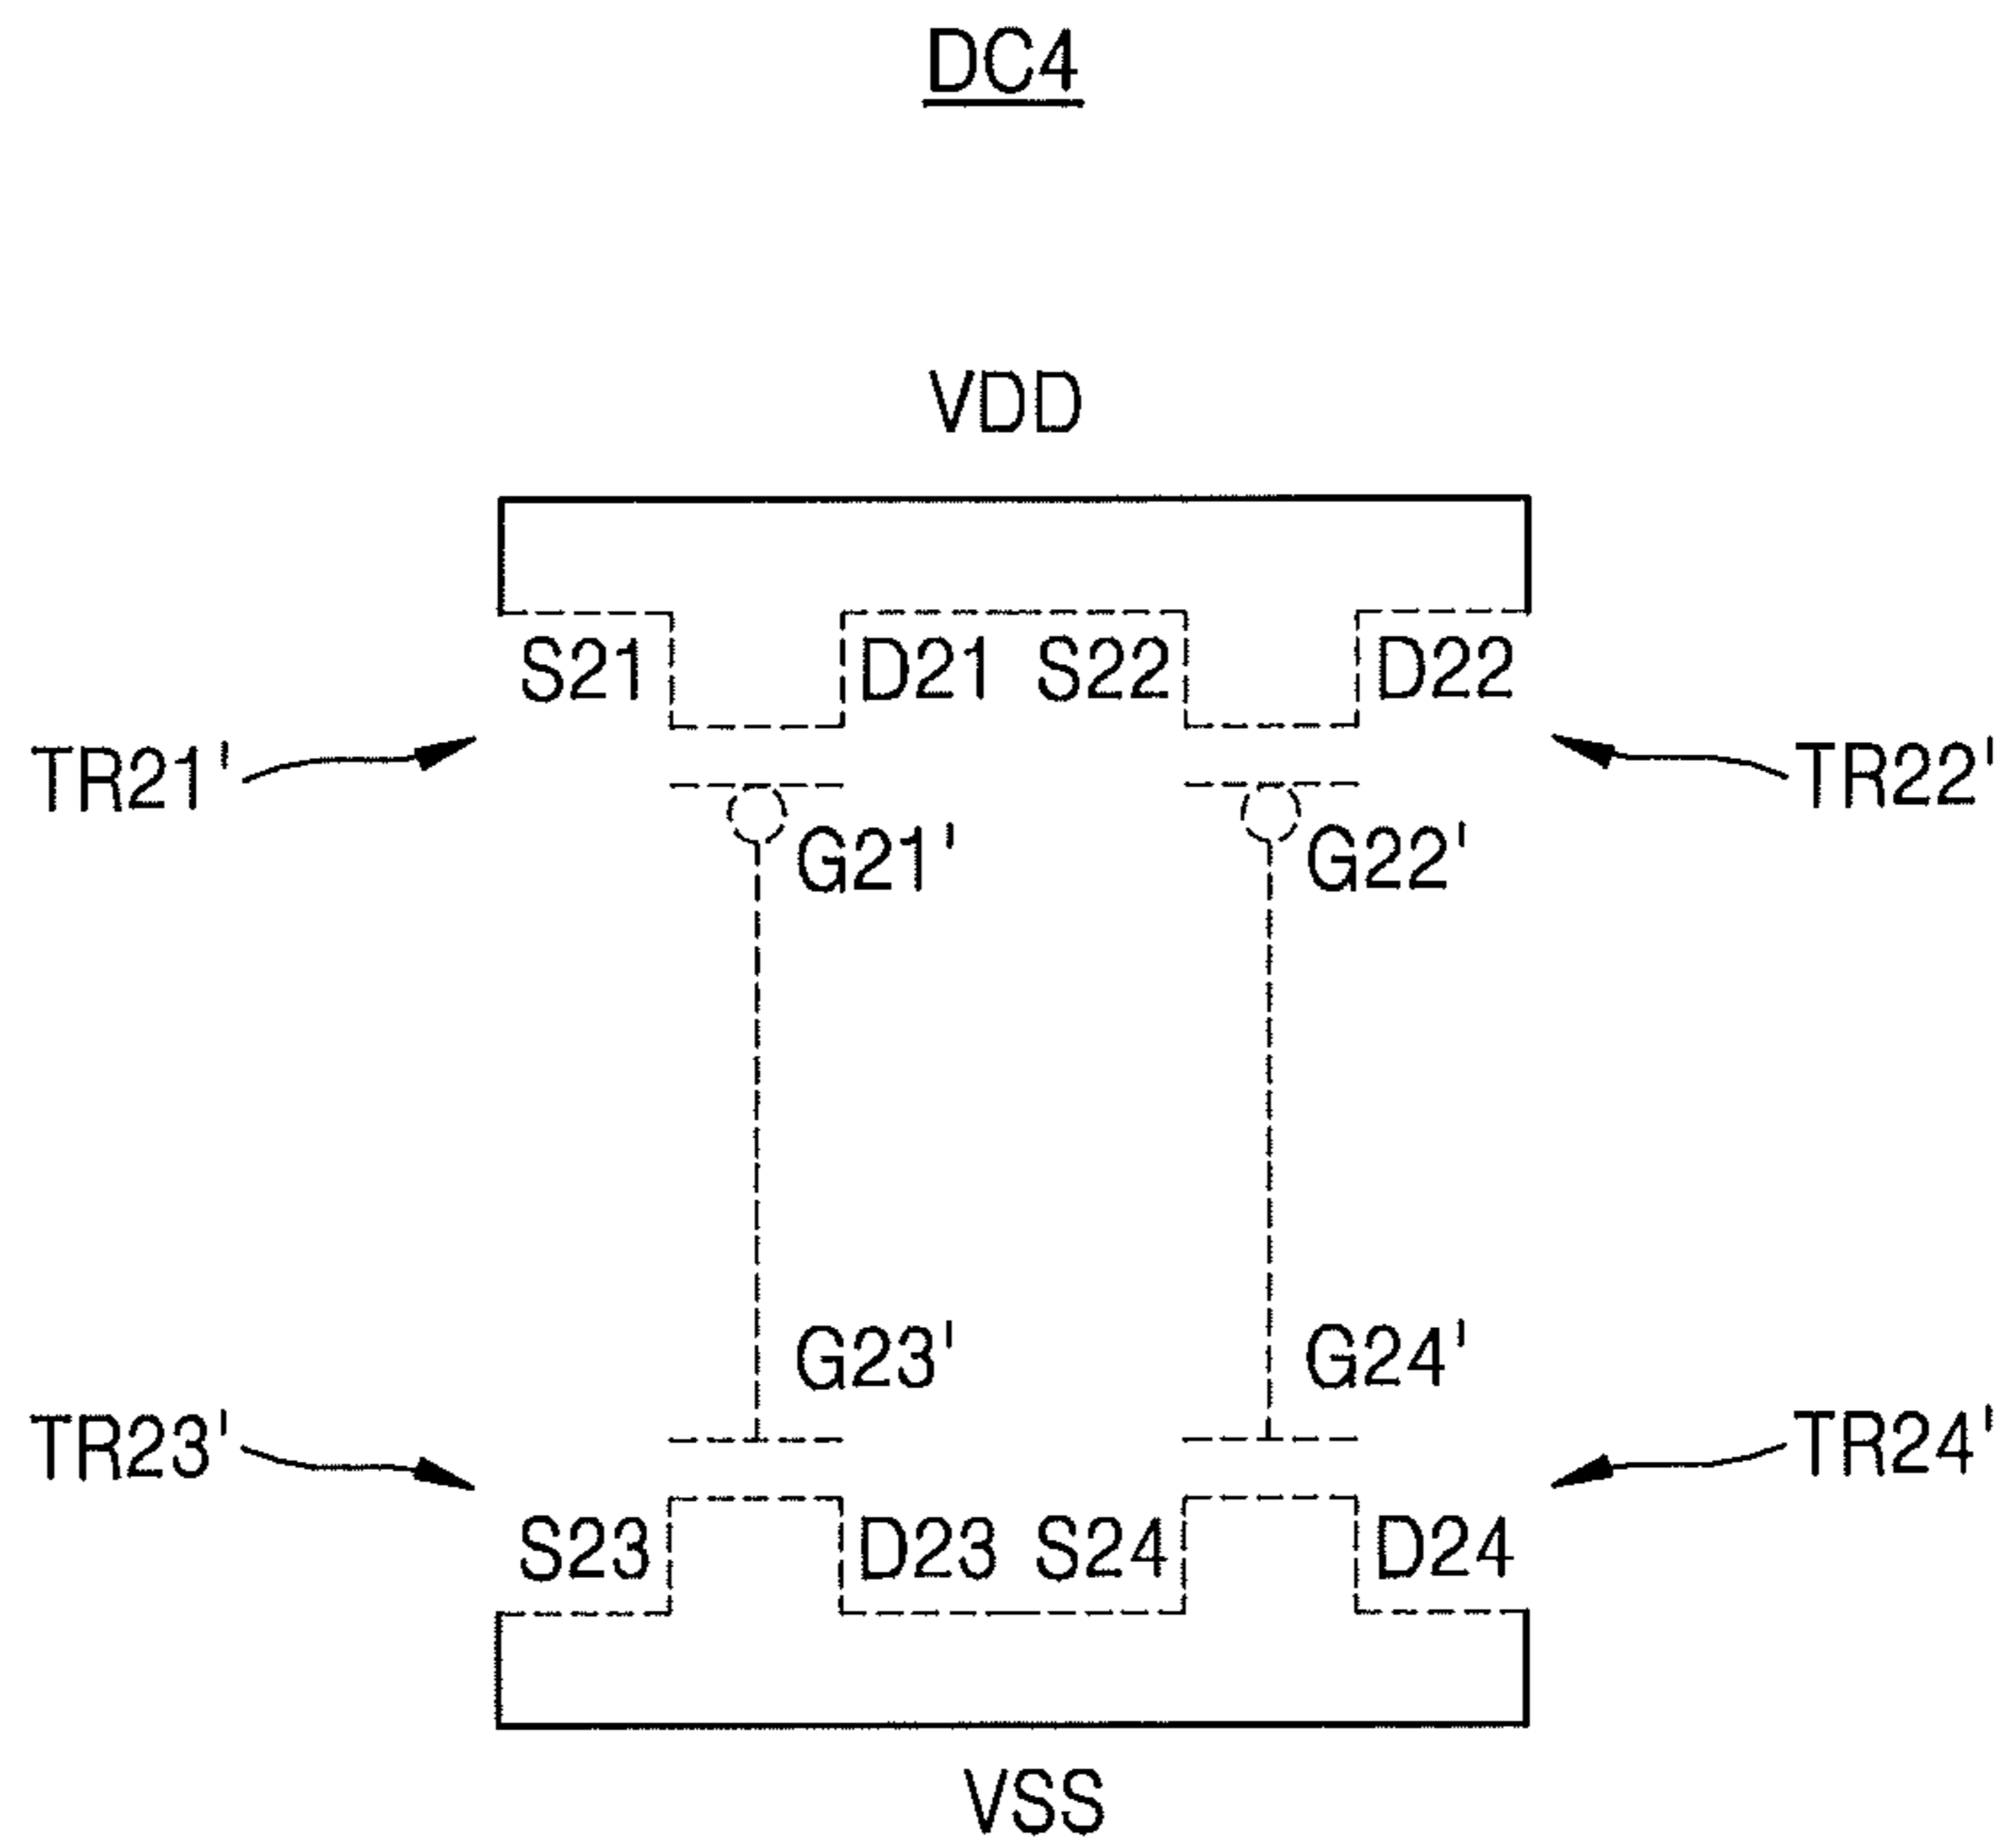 DC4
VDD
S21 D21 S22 D22
TR21' TR22'
G21' G22'
G23' G24'
TR23' TR24'
S23 D23 S24 D24
VSS